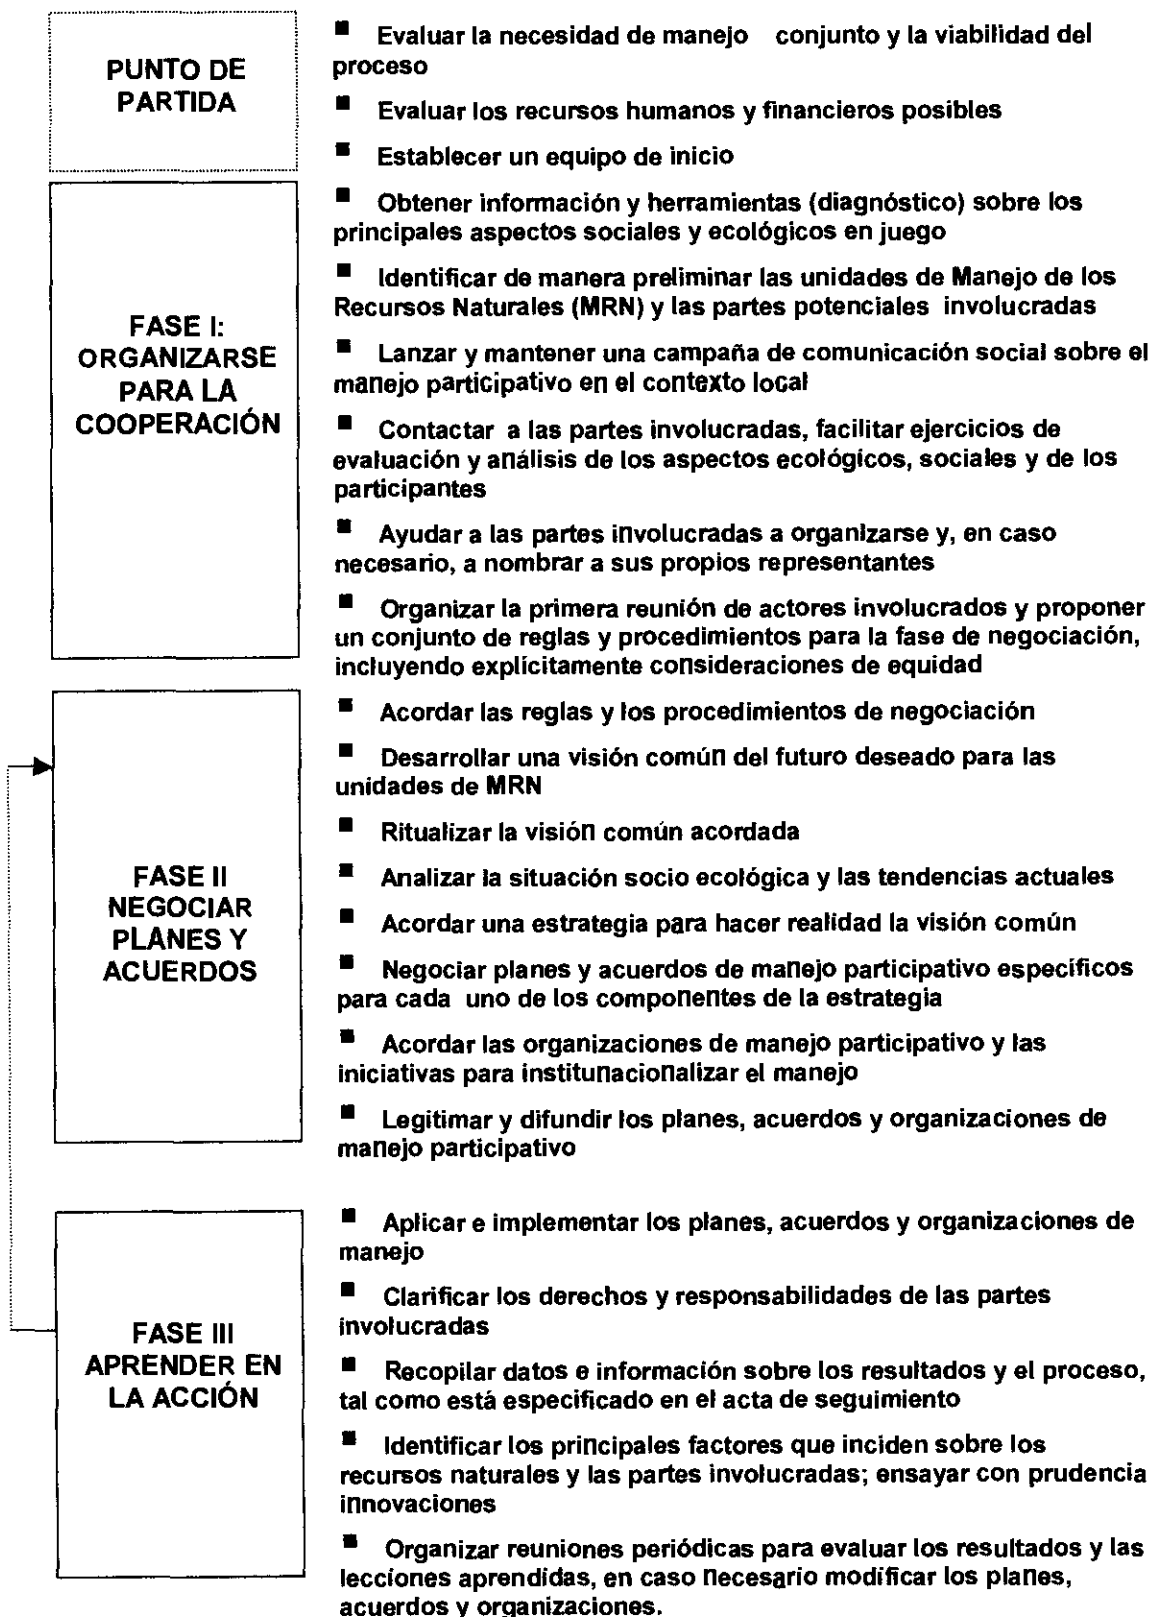 PUNTO DE
PARTIDA
■ Evaluar la necesidad de manejo conjunto y la viabilidad del
proceso
■ Evaluar los recursos humanos y financieros posibles
■ Establecer un equipo de inicio
FASE I:
ORGANIZARSE
PARA LA
COOPERACIÓN
■ Obtener información y herramientas (diagnóstico) sobre los
principales aspectos sociales y ecológicos en juego
■ Identificar de manera preliminar las unidades de Manejo de los
Recursos Naturales (MRN) y las partes potenciales involucradas
■ Lanzar y mantener una campaña de comunicación social sobre el
manejo participativo en el contexto local
■ Contactar a las partes involucradas, facilitar ejercicios de
evaluación y análisis de los aspectos ecológicos, sociales y de los
participantes
■ Ayudar a las partes involucradas a organizarse y, en caso
necesario, a nombrar a sus propios representantes
■ Organizar la primera reunión de actores involucrados y proponer
un conjunto de reglas y procedimientos para la fase de negociación,
incluyendo explícitamente consideraciones de equidad
FASE II
NEGOCIAR
PLANES Y
ACUERDOS
■ Acordar las reglas y los procedimientos de negociación
■ Desarrollar una visión común del futuro deseado para las
unidades de MRN
■ Ritualizar la visión común acordada
■ Analizar la situación socio ecológica y las tendencias actuales
■ Acordar una estrategia para hacer realidad la visión común
■ Negociar planes y acuerdos de manejo participativo específicos
para cada uno de los componentes de la estrategia
■ Acordar las organizaciones de manejo participativo y las
iniciativas para institunacionalizar el manejo
■ Legitimar y difundir los planes, acuerdos y organizaciones de
manejo participativo
FASE III
APRENDER EN
LA ACCIÓN
■ Aplicar e implementar los planes, acuerdos y organizaciones de
manejo
■ Clarificar los derechos y responsabilidades de las partes
involucradas
■ Recopilar datos e información sobre los resultados y el proceso,
tal como está especificado en el acta de seguimiento
■ Identificar los principales factores que inciden sobre los
recursos naturales y las partes involucradas; ensayar con prudencia
innovaciones
■ Organizar reuniones periódicas para evaluar los resultados y las
lecciones aprendidas, en caso necesario modificar los planes,
acuerdos y organizaciones.